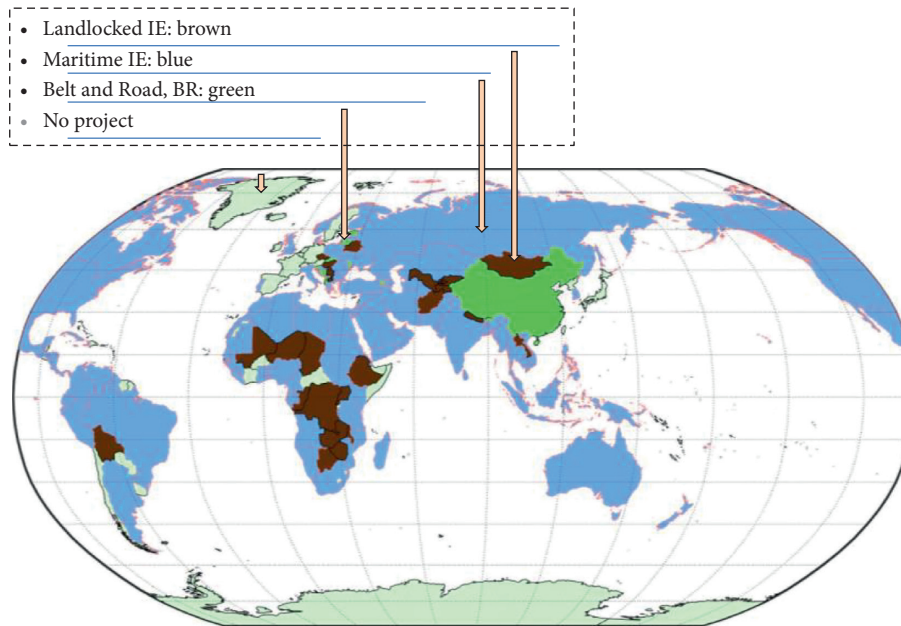 • Landlocked IE: brown
• Maritime IE: blue
• Belt and Road, BR: green
• No project